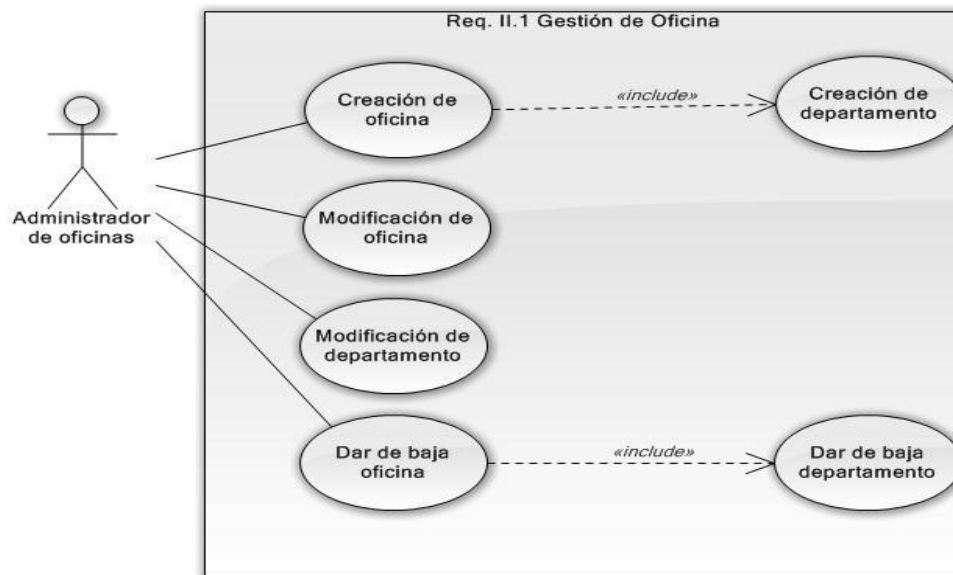 Req. II.1 Gestión de Oficina
Creación de
oficina
«include»
Creación de
departamento
Administrador
de oficinas
Modificación de
oficina
Modificación de
departamento
Dar de baja
oficina
«include»
Dar de baja
departamento